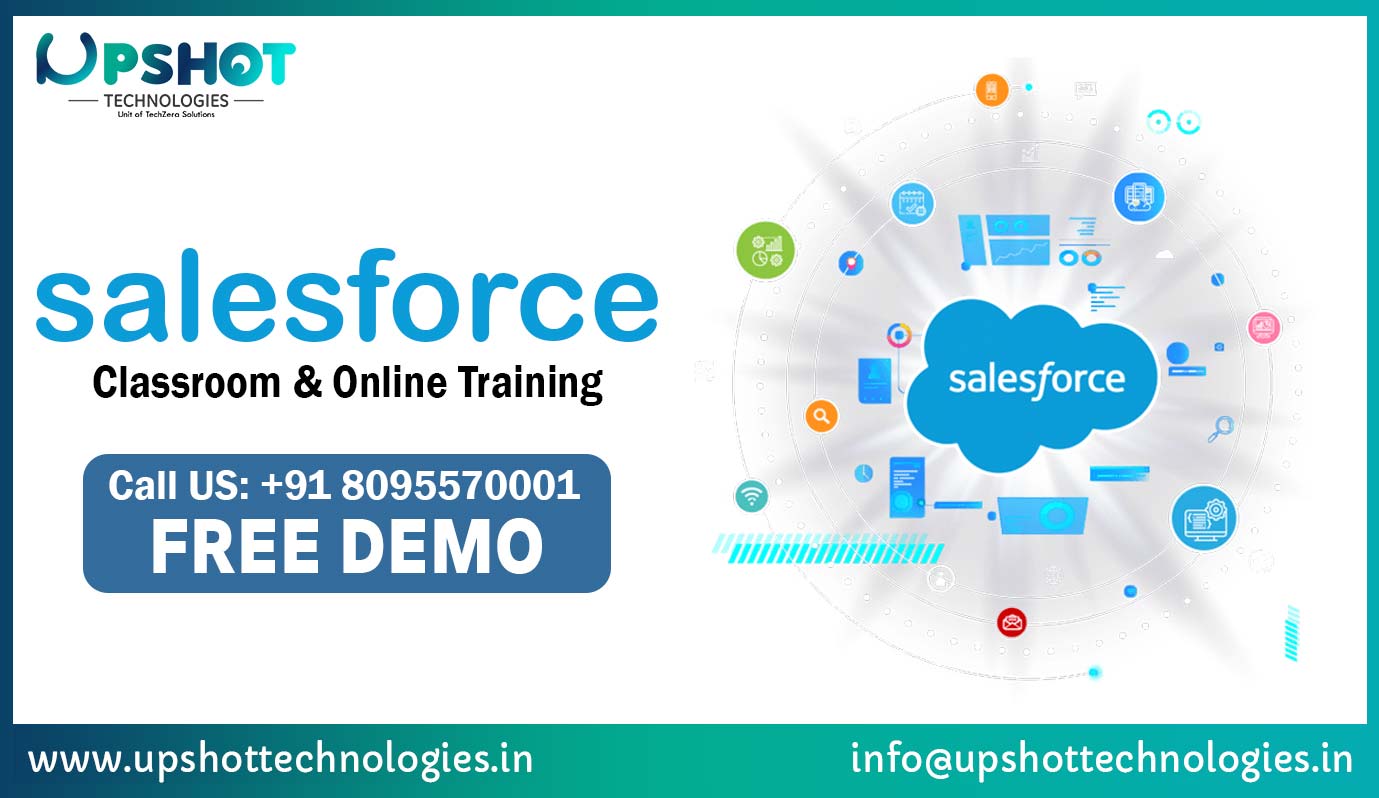 UPSHOT
TECHNOLOGIES
Unit of TechZera Solutions
salesforce
Classroom & Online Training
Call US: +91 8095570001
FREE DEMO
salesforce
www.upshottechnologies.in
info@upshottechnologies.in